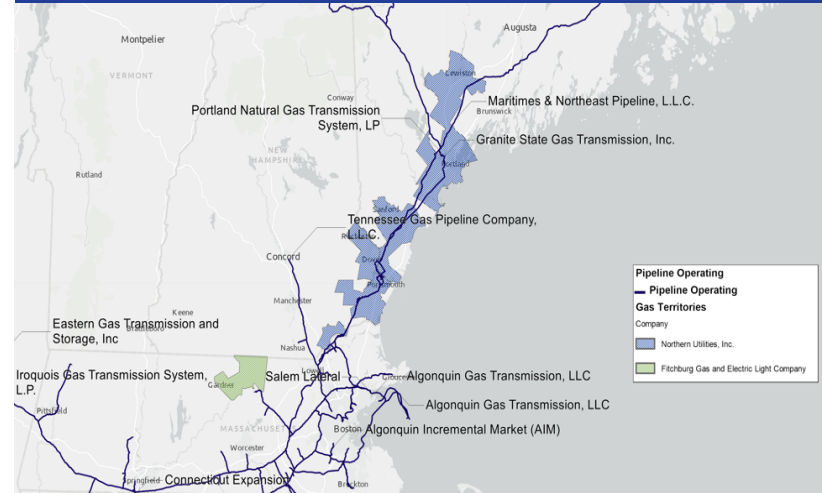 Montpelier
Augusta
VERMONT
Lewiston
Conway
Maritimes & Northeast Pipeline, L.L.C.
Brunswick
Portland Natural Gas Transmission
System, LP
Granite State Gas Transmission, Inc.
NEW
HAMPSHIRE
Portland
Rutland
Sanford
Tennessee Gas Pipeline Company,
L.L.C.
Concord
Dover
Portsmouth
Manchester
Keene
Eastern Gas Transmission and
Storage, Inc
Nashua
Iroquois Gas Transmission System,
L.P.
Gardner
Salem Lateral
Lowell
Algonquin Gas Transmission, LLC
Pittsfield
Algonquin Gas Transmission, LLC
MASSACHUSETTS
Boston
Algonquin Incremental Market (AIM)
Worcester
Springfield
Connecticut Expansion
Brockton
Pipeline Operating
Pipeline Operating
Gas Territories
Company
Northern Utilities, Inc.
Fitchburg Gas and Electric Light Company